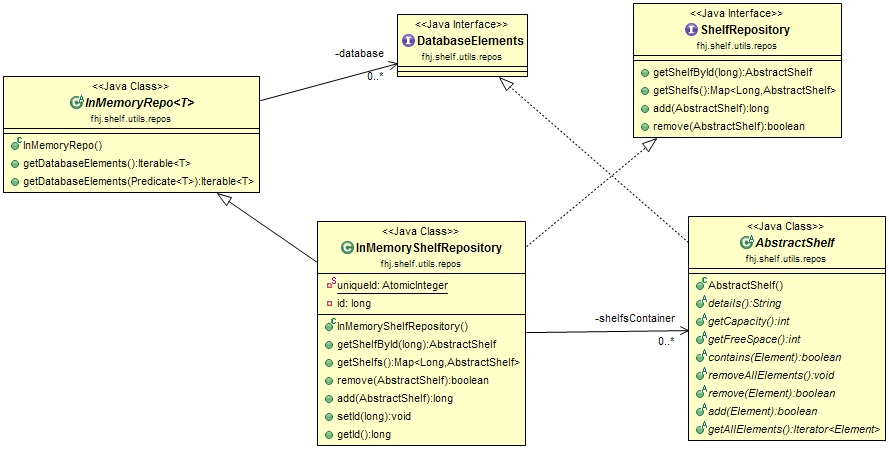 <<Java Interface>>
DatabaseElements
fhj.shelf.utils.repos
<<Java Interface>>
ShelfRepository
fhj.shelf.utils.repos
getShelfById(long):AbstractShelf
getShelfs():Map<Long,AbstractShelf>
add(AbstractShelf):long
remove(AbstractShelf):boolean
-database
0..*
<<Java Class>>
InMemoryRepo<T>
fhj.shelf.utils.repos
InMemoryRepo()
getDatabaseElements():Iterable<T>
getDatabaseElements(Predicate<T>):Iterable<T>
<<Java Class>>
InMemoryShelfRepository
fhj.shelf.utils.repos
uniqueId: AtomicInteger
id: long
InMemoryShelfRepository()
getShelfById(long):AbstractShelf
getShelfs():Map<Long,AbstractShelf>
remove(AbstractShelf):boolean
add(AbstractShelf):long
setId(long):void
getId():long
-shelfsContainer
0..*
<<Java Class>>
AbstractShelf
fhj.shelf.utils.repos
AbstractShelf()
details():String
getCapacity():int
getFreeSpace():int
contains(Element):boolean
removeAllElements():void
remove(Element):boolean
add(Element):boolean
getAllElements():Iterator<Element>